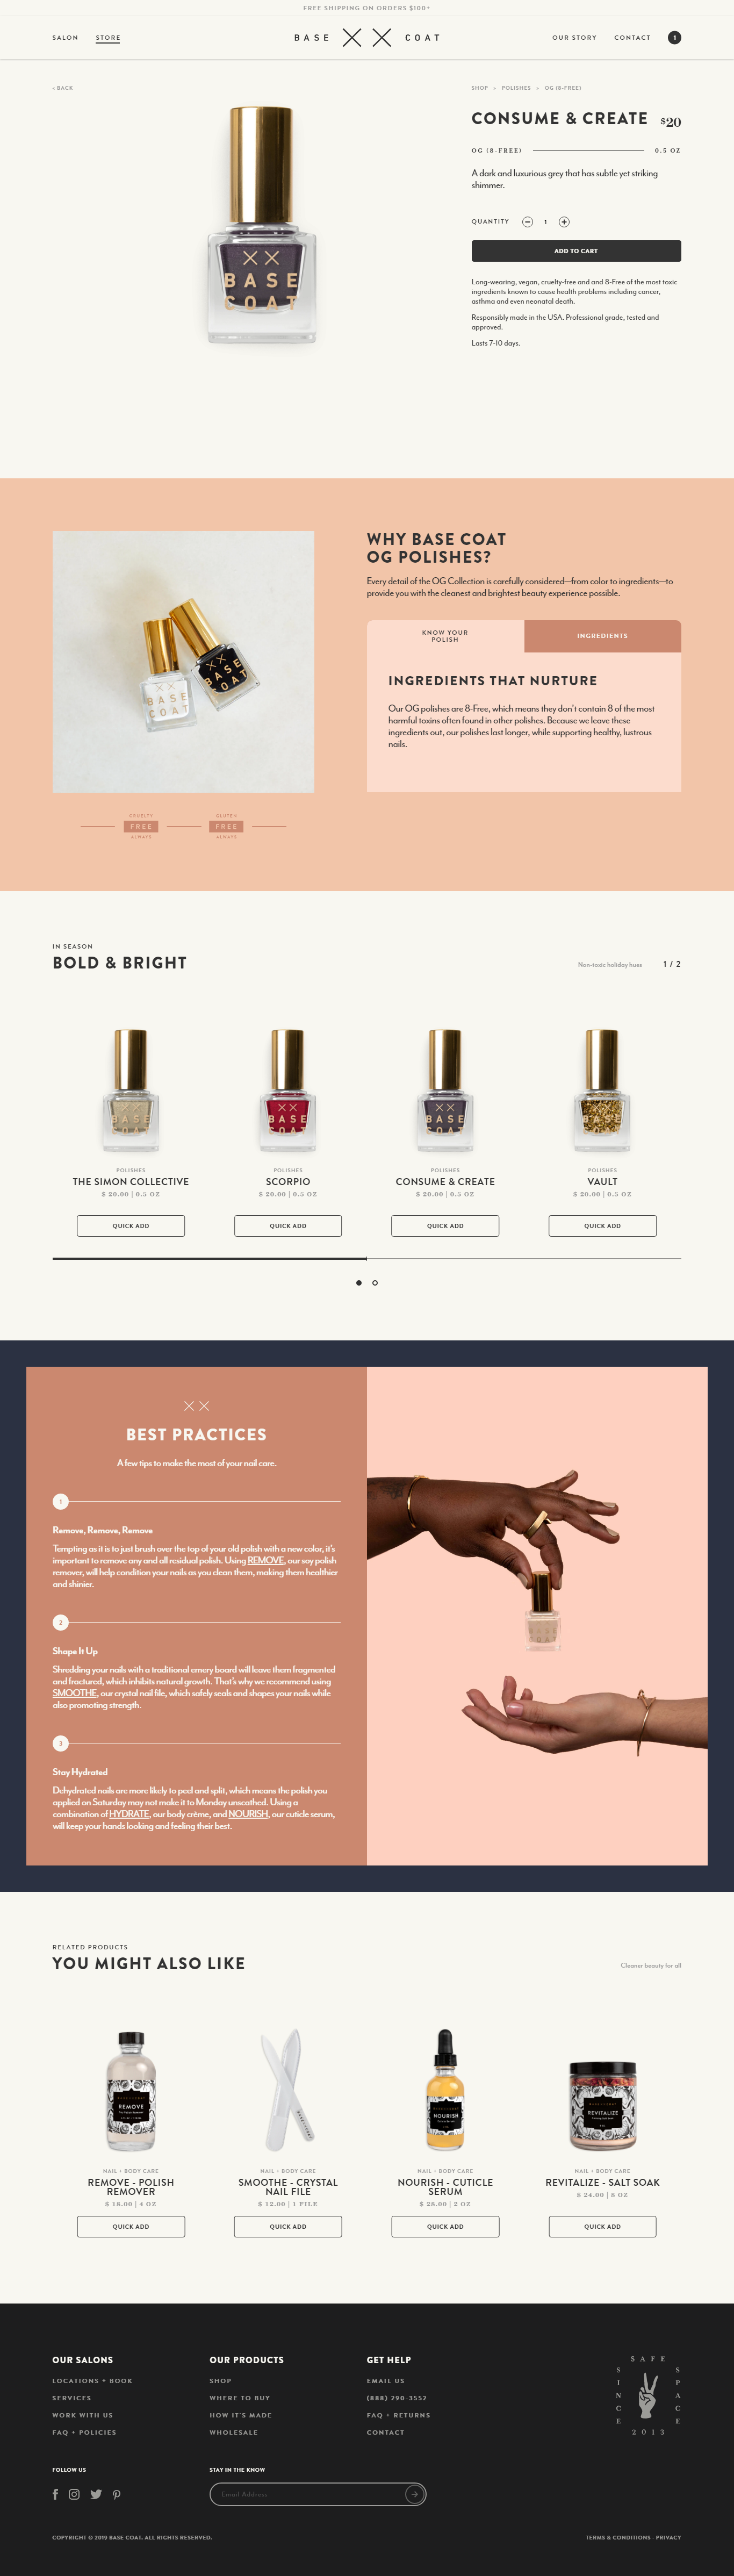 FREE SHIPPING ON ORDERS $100+
SALON STORE BASE COAT OUR STORY CONTACT 1
‹ BACK
SHOP > POLISHES > OG (8-FREE)
CONSUME & CREATE $20
OG (8-FREE) 0.5 OZ
A dark and luxurious grey that has subtle yet striking
shimmer.
QUANTITY 1
ADD TO CART
Long-wearing, vegan, cruelty-free and and 8-Free of the most toxic
ingredients known to cause health problems including cancer,
asthma and even neonatal death.
Responsibly made in the USA. Professional grade, tested and
approved.
Lasts 7-10 days.
BASE
COAT
WHY BASE COAT
OG POLISHES?
Every detail of the OG Collection is carefully considered—from color to ingredients—to
provide you with the cleanest and brightest beauty experience possible.
KNOW YOUR
POLISH
INGREDIENTS
INGREDIENTS THAT NURTURE
Our OG polishes are 8-Free, which means they don't contain 8 of the most
harmful toxins often found in other polishes. Because we leave these
ingredients out, our polishes last longer, while supporting healthy, lustrous
nails.
BASE
COAT
BASE
COAT
CRUELTY
FREE
ALWAYS
GLUTEN
FREE
ALWAYS
IN SEASON
BOLD & BRIGHT
Non-toxic holiday hues 1 / 2
BASE
COAT
BASE
COAT
BASE
COAT
BASE
COAT
POLISHES
THE SIMON COLLECTIVE
$ 20.00 | 0.5 OZ
QUICK ADD
POLISHES
SCORPIO
$ 20.00 | 0.5 OZ
QUICK ADD
POLISHES
CONSUME & CREATE
$ 20.00 | 0.5 OZ
QUICK ADD
POLISHES
VAULT
$ 20.00 | 0.5 OZ
QUICK ADD
BEST PRACTICES
A few tips to make the most of your nail care.
1
Remove, Remove, Remove
Tempting as it is to just brush over the top of your old polish with a new color, it's
important to remove any and all residual polish. Using REMOVE, our soy polish
remover, will help condition your nails as you clean them, making them healthier
and shinier.
2
Shape It Up
Shredding your nails with a traditional emery board will leave them fragmented
and fractured, which inhibits natural growth. That's why we recommend using
SMOOTHE, our crystal nail file, which safely seals and shapes your nails while
also promoting strength.
3
Stay Hydrated
Dehydrated nails are more likely to peel and split, which means the polish you
applied on Saturday may not make it to Monday unscathed. Using a
combination of HYDRATE, our body crème, and NOURISH, our cuticle serum,
will keep your hands looking and feeling their best.
BASE
COAT
RELATED PRODUCTS
YOU MIGHT ALSO LIKE
Cleaner beauty for all
REMOVE
NOURISH
REVITALIZE
NAIL + BODY CARE
REMOVE - POLISH
REMOVER
$ 18.00 | 4 OZ
QUICK ADD
NAIL + BODY CARE
SMOOTHE - CRYSTAL
NAIL FILE
$ 12.00 | 1 FILE
QUICK ADD
NAIL + BODY CARE
NOURISH - CUTICLE
SERUM
$ 28.00 | 2 OZ
QUICK ADD
NAIL + BODY CARE
REVITALIZE - SALT SOAK
$ 24.00 | 8 OZ
QUICK ADD
OUR SALONS
LOCATIONS + BOOK
SERVICES
WORK WITH US
FAQ + POLICIES
OUR PRODUCTS
SHOP
WHERE TO BUY
HOW IT'S MADE
WHOLESALE
GET HELP
EMAIL US
(888) 290-3552
FAQ + RETURNS
CONTACT
SAFE
SPACE
SINCE
2013
FOLLOW US
STAY IN THE KNOW
Email Address
COPYRIGHT © 2019 BASE COAT. ALL RIGHTS RESERVED.
TERMS & CONDITIONS - PRIVACY